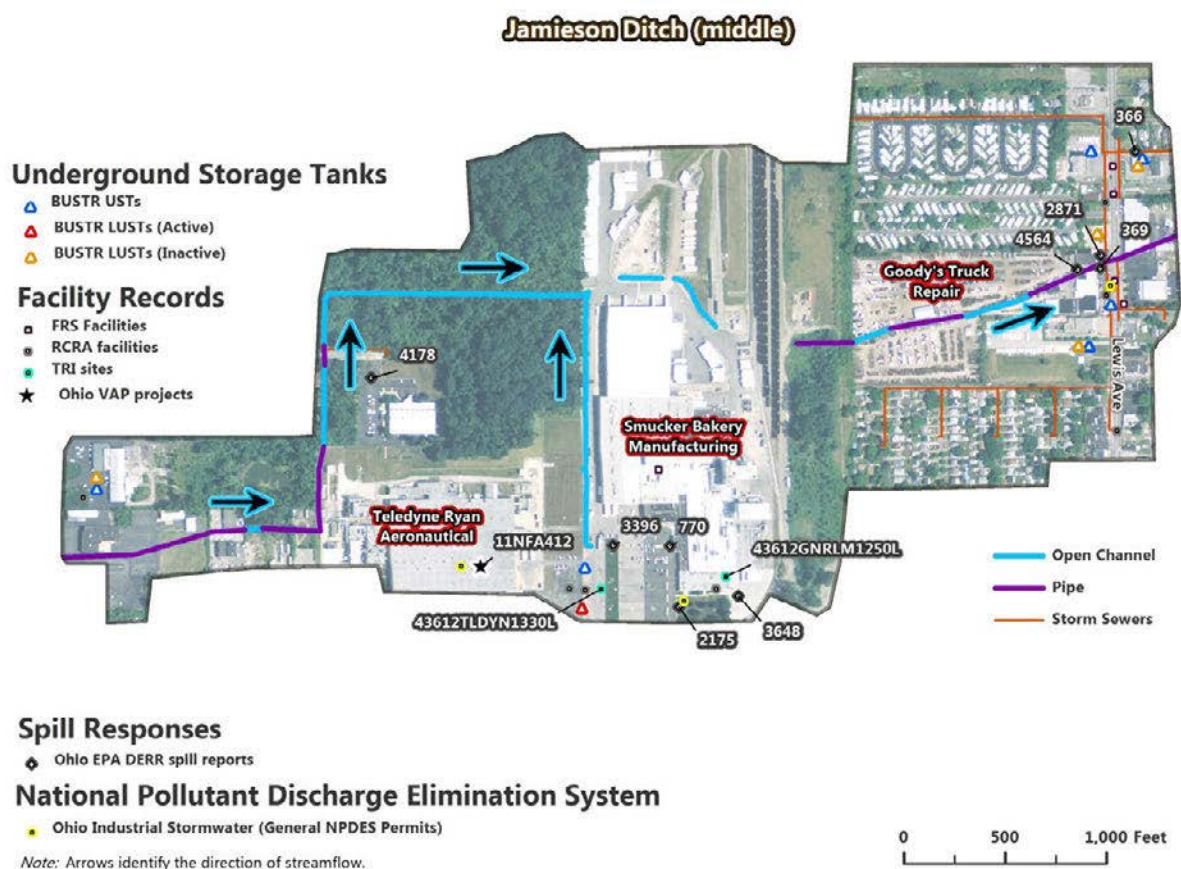 Jamieson Ditch (middle)
Underground Storage Tanks
BUSTR USTs
BUSTR LUSTs (Active)
BUSTR LUSTs (Inactive)
Facility Records
FRS Facilities
RCRA facilities
TRI sites
Ohio VAP projects
366
2871
4564
369
Goody's Truck
Repair
4178
Lewis Ave
Smucker Bakery
Manufacturing
Teledyne Ryan
Aeronautical
11NFA412
3396
770
43612GNRLM1250L
43612TLDYN1330L
2175
3648
Open Channel
Pipe
Storm Sewers
Spill Responses
Ohio EPA DERR spill reports
National Pollutant Discharge Elimination System
Ohio Industrial Stormwater (General NPDES Permits)
Note: Arrows identify the direction of streamflow.
0 500 1,000 Feet